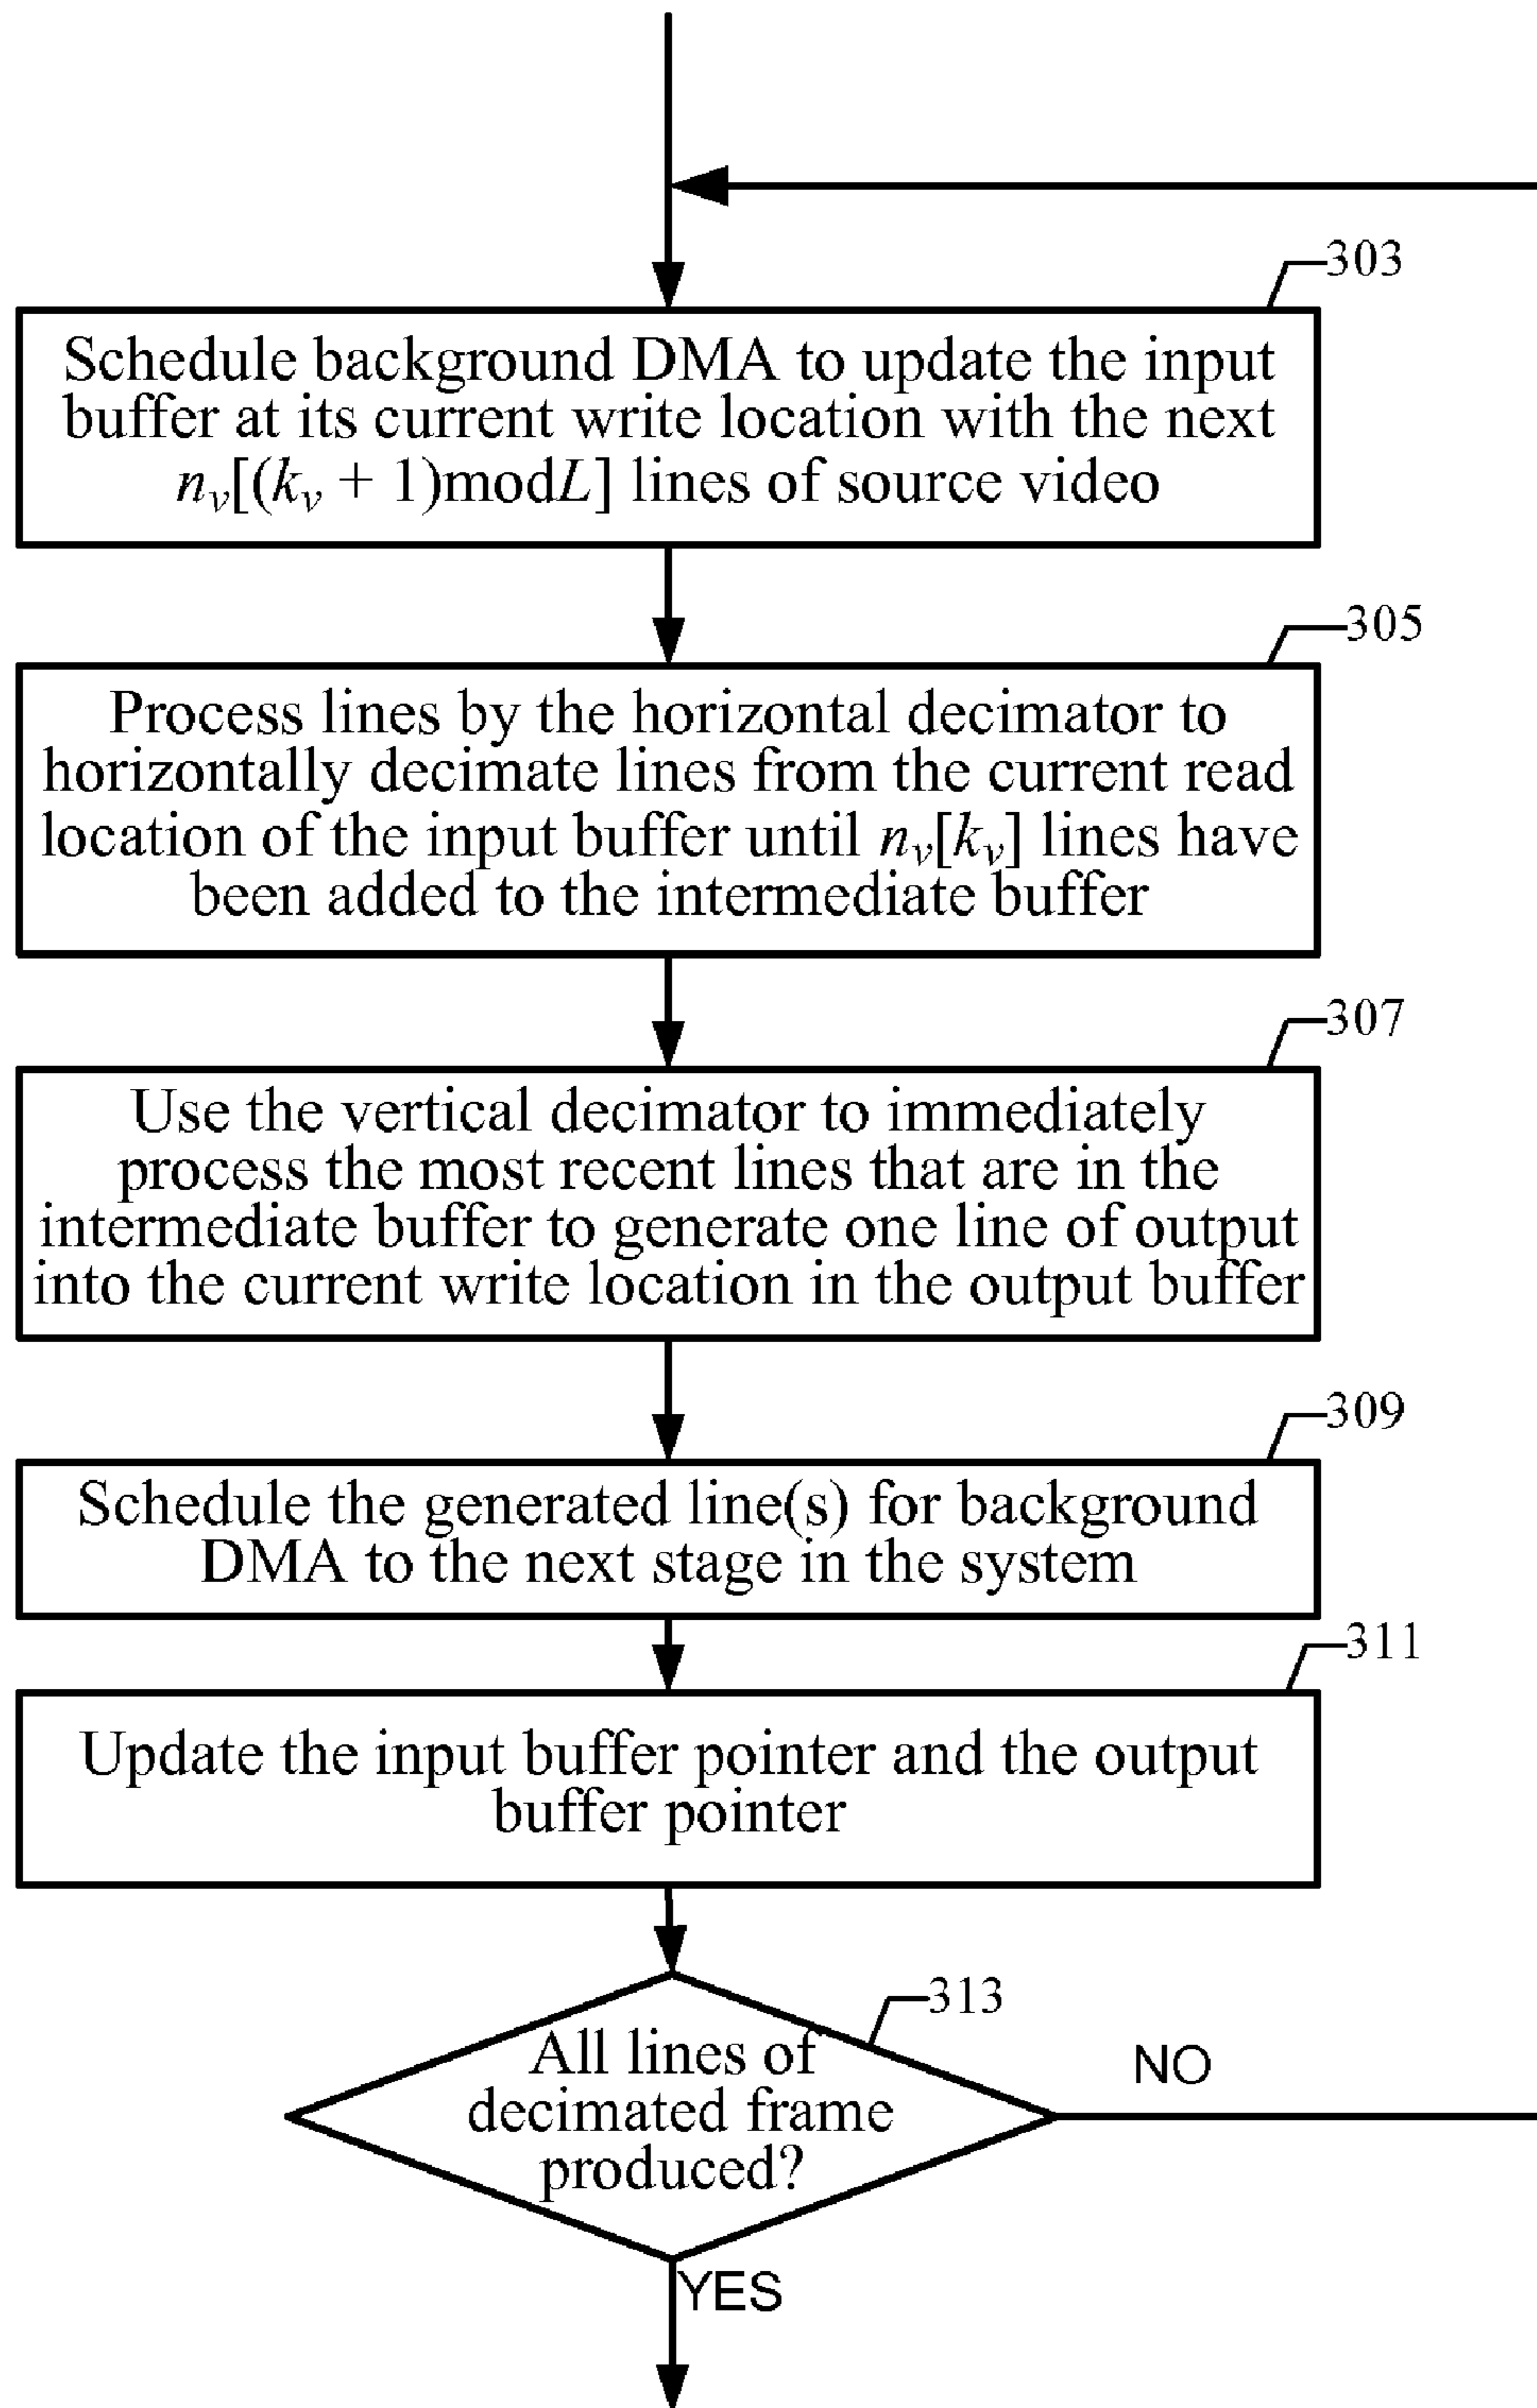 303
Schedule background DMA to update the input
buffer at its current write location with the next
nᵥ[(kᵥ + 1)modL] lines of source video
305
Process lines by the horizontal decimator to
horizontally decimate lines from the current read
location of the input buffer until nᵥ[kᵥ] lines have
been added to the intermediate buffer
307
Use the vertical decimator to immediately
process the most recent lines that are in the
intermediate buffer to generate one line of output
into the current write location in the output buffer
309
Schedule the generated line(s) for background
DMA to the next stage in the system
311
Update the input buffer pointer and the output
buffer pointer
313
All lines of
decimated frame
produced?
NO
YES